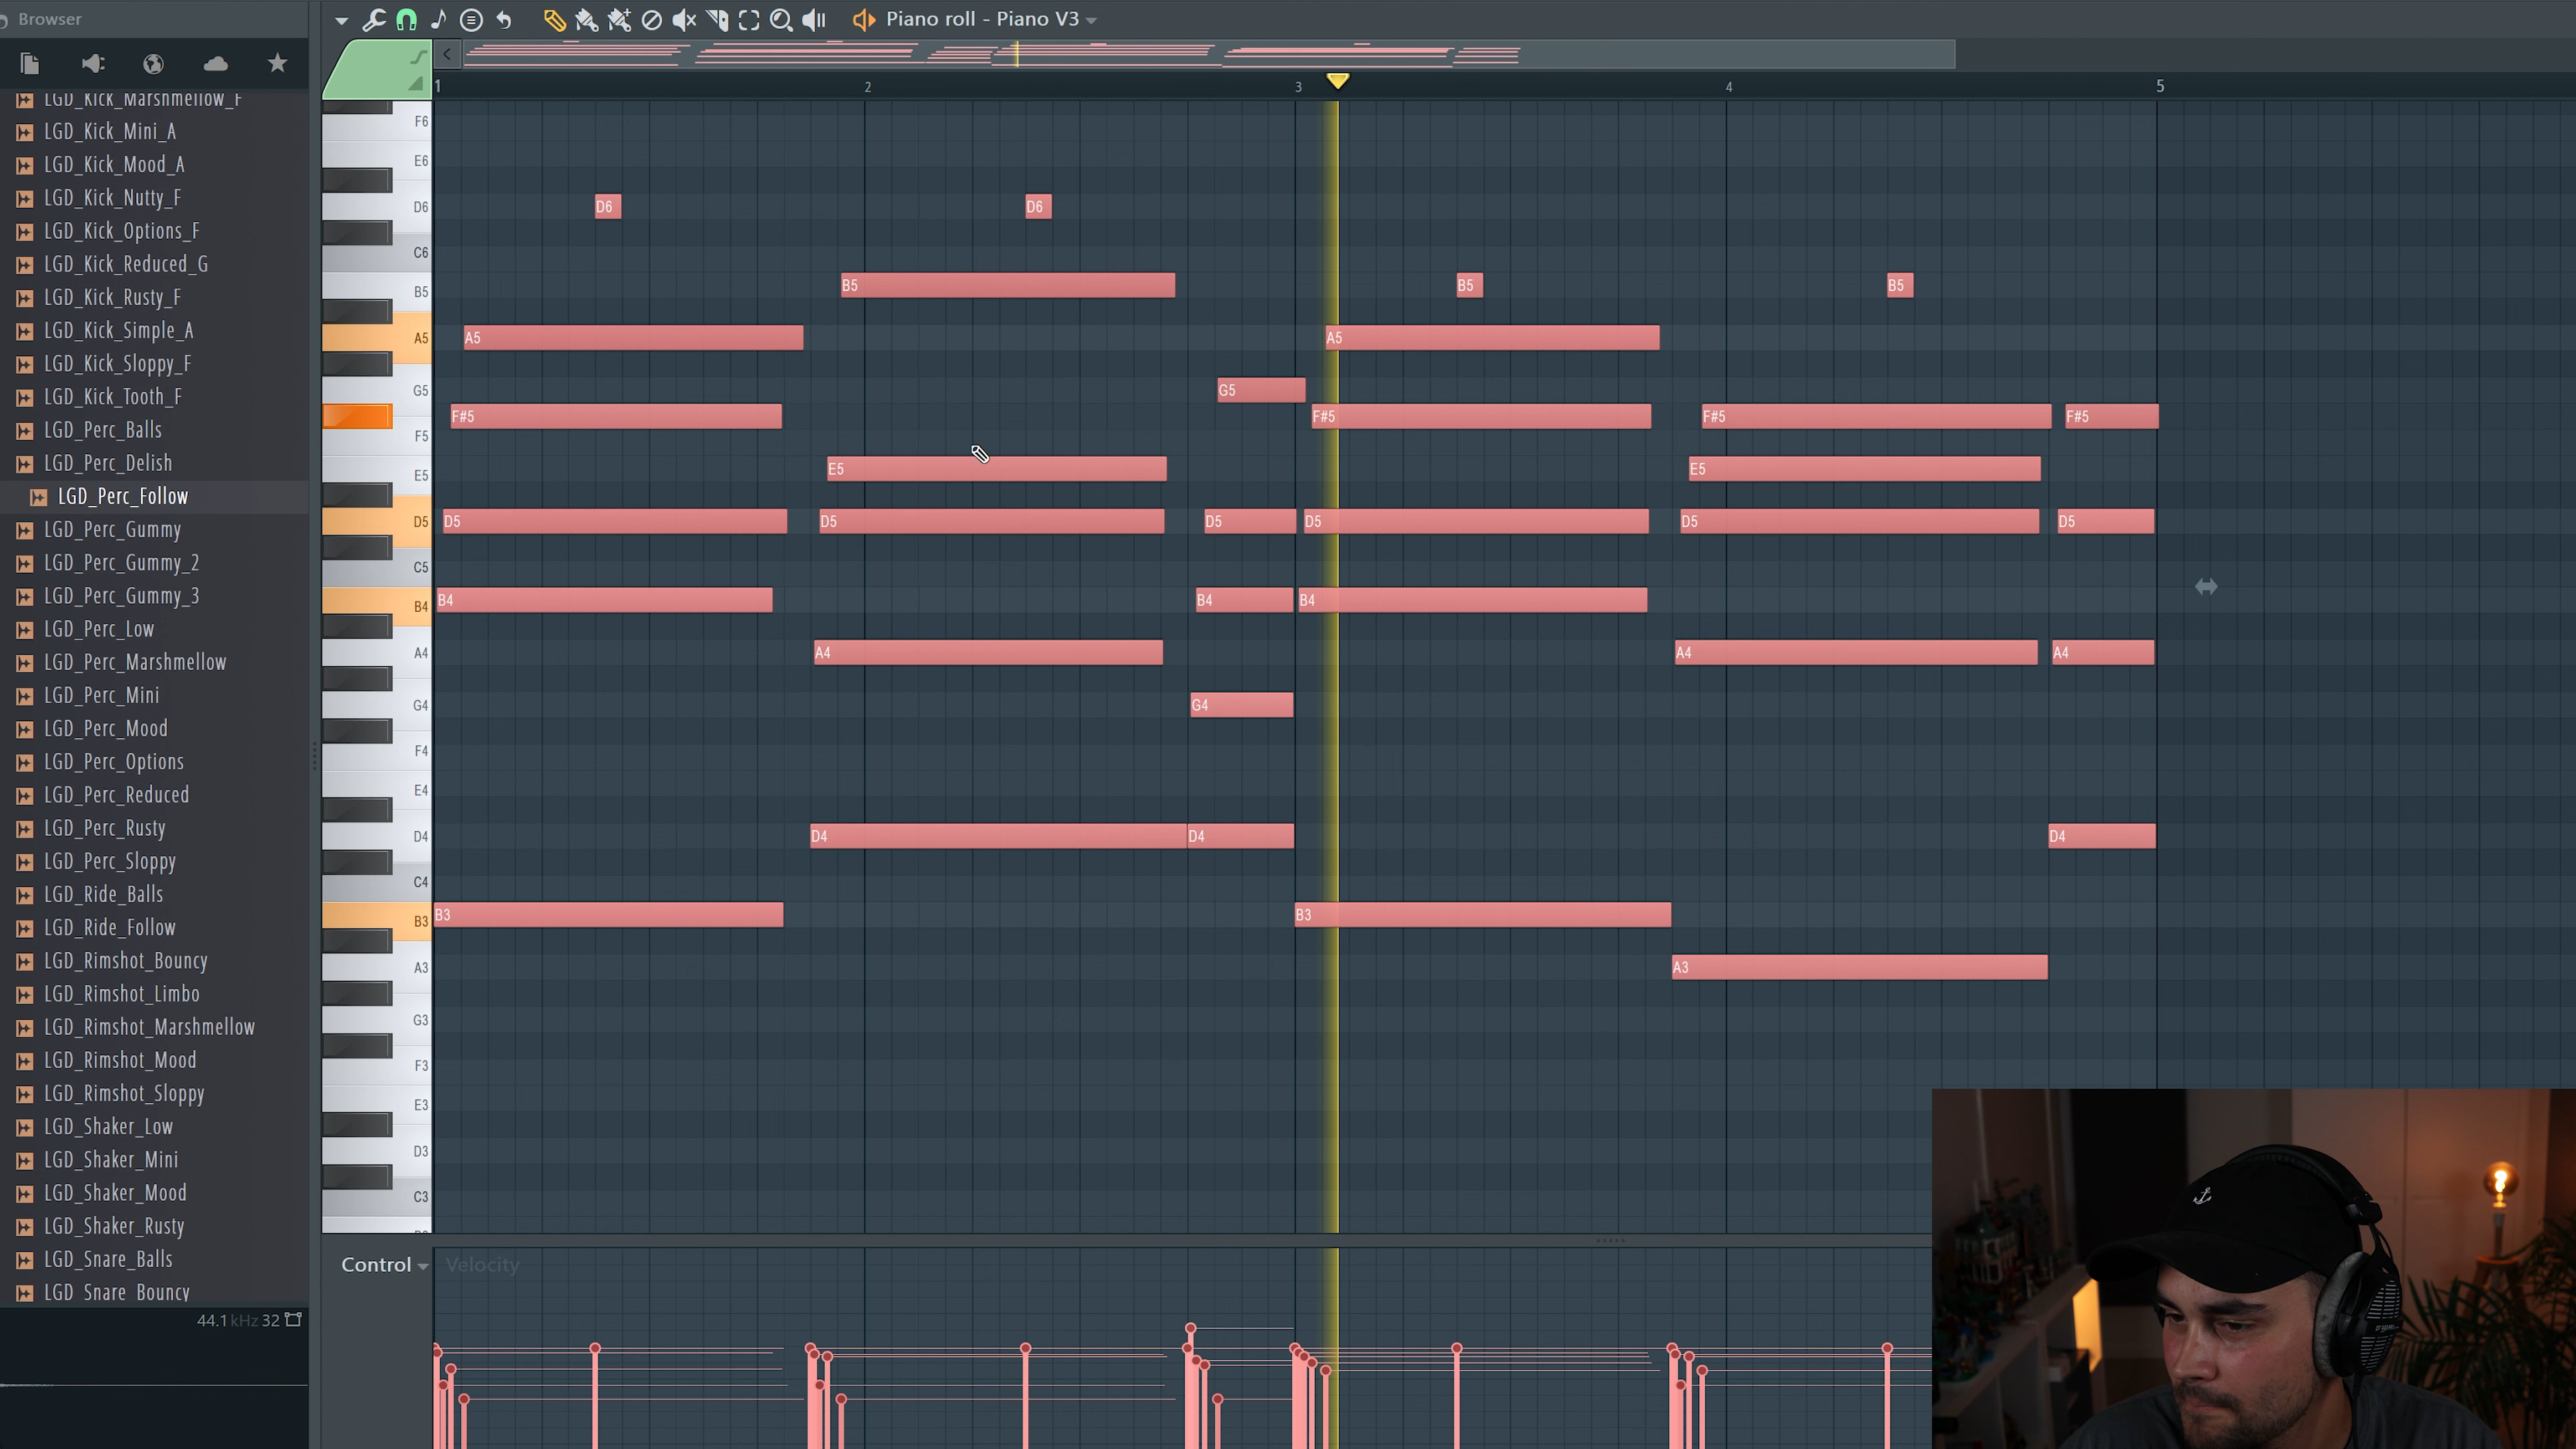 Browser
Piano roll - Piano V3
1 2 3 4 5
LGD_Kick_Marshmellow_F
LGD_Kick_Mini_A
LGD_Kick_Mood_A
LGD_Kick_Nutty_F
LGD_Kick_Options_F
LGD_Kick_Reduced_G
LGD_Kick_Rusty_F
LGD_Kick_Simple_A
LGD_Kick_Sloppy_F
LGD_Kick_Tooth_F
LGD_Perc_Balls
LGD_Perc_Delish
LGD_Perc_Follow
LGD_Perc_Gummy
LGD_Perc_Gummy_2
LGD_Perc_Gummy_3
LGD_Perc_Low
LGD_Perc_Marshmellow
LGD_Perc_Mini
LGD_Perc_Mood
LGD_Perc_Options
LGD_Perc_Reduced
LGD_Perc_Rusty
LGD_Perc_Sloppy
LGD_Ride_Balls
LGD_Ride_Follow
LGD_Rimshot_Bouncy
LGD_Rimshot_Limbo
LGD_Rimshot_Marshmellow
LGD_Rimshot_Mood
LGD_Rimshot_Sloppy
LGD_Shaker_Low
LGD_Shaker_Mini
LGD_Shaker_Mood
LGD_Shaker_Rusty
LGD_Snare_Balls
LGD_Snare_Bouncy
44.1kHz 32
F6
E6
D6 D6 D6
C6
B5 B5 B5 B5
A5 A5 A5
G5 G5
F#5 F#5 F#5 F#5
F5
E5 E5 E5
D5 D5 D5 D5 D5 D5 D5
C5
B4 B4 B4 B4
A4 A4 A4 A4
G4 G4
F4
E4
D4 D4 D4 D4
C4
B3 B3 B3
A3 A3
G3
F3
E3
D3
C3
Control Velocity